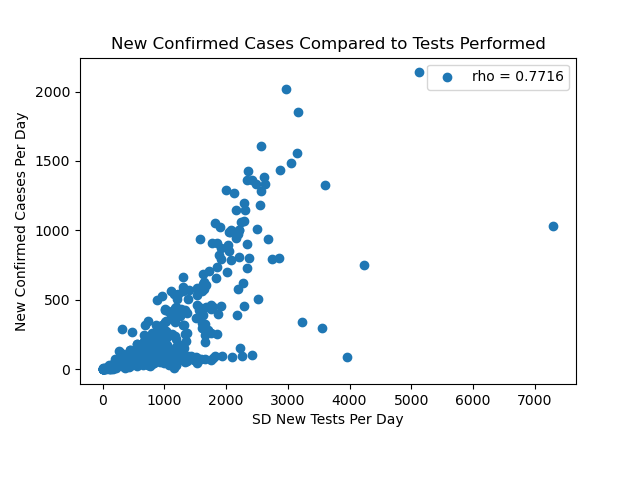 New Confirmed Cases Compared to Tests Performed
rho = 0.7716
New Confirmed Caeses Per Day
2000
1500
1000
500
0
0 1000 2000 3000 4000 5000 6000 7000
SD New Tests Per Day